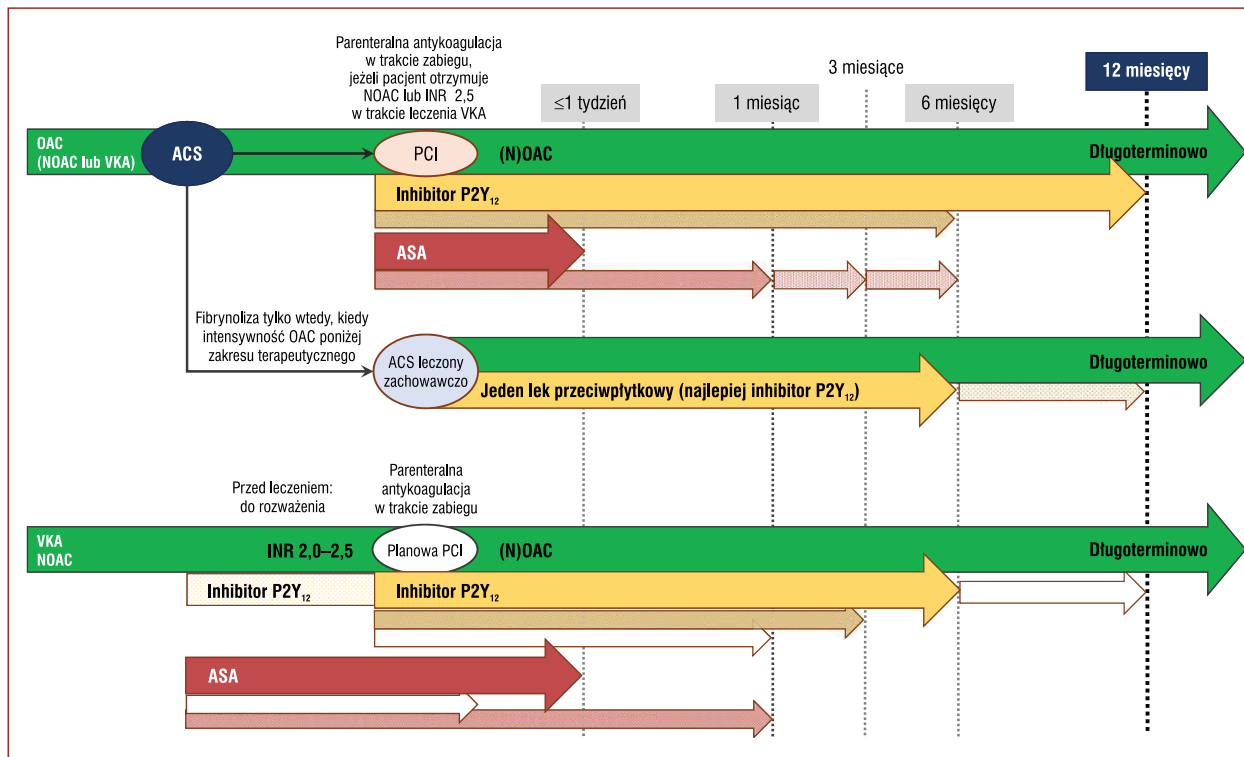 Parenteralna antykoagulacja
w trakcie zabiegu,
jeżeli pacjent otrzymuje
NOAC lub INR 2,5
w trakcie leczenia VKA
≤1 tydzień
1 miesiąc
3 miesiące
6 miesięcy
12 miesięcy
OAC
(NOAC lub VKA)
ACS
PCI
(N)OAC
Długoterminowo
Inhibitor P2Y₁₂
ASA
Fibrynoliza tylko wtedy, kiedy
intensywność OAC poniżej
zakresu terapeutycznego
ACS leczony
zachowawczo
Długoterminowo
Jeden lek przeciwpłytkowy (najlepiej inhibitor P2Y₁₂)
Przed leczeniem:
do rozważenia
Parenteralna
antykoagulacja
w trakcie zabiegu
VKA
NOAC
INR 2,0–2,5
Planowa PCI
(N)OAC
Długoterminowo
Inhibitor P2Y₁₂
Inhibitor P2Y₁₂
ASA